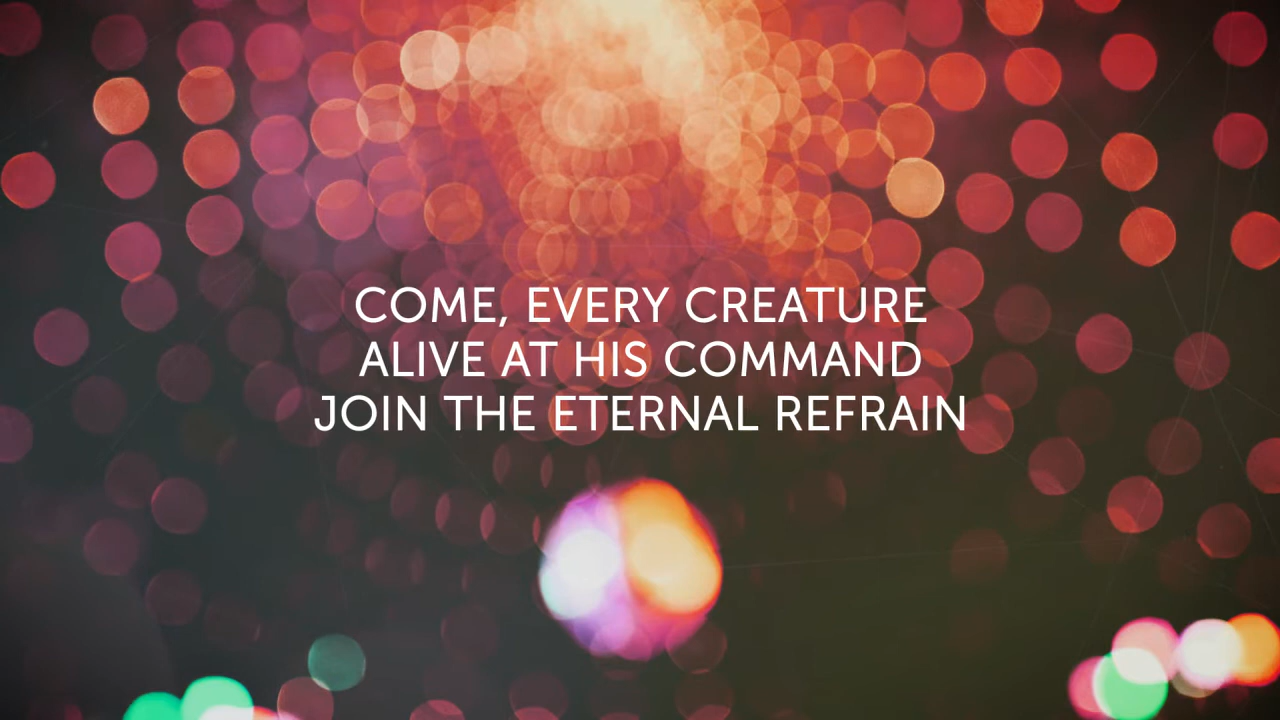 COME, EVERY CREATURE
ALIVE AT HIS COMMAND
JOIN THE ETERNAL REFRAIN